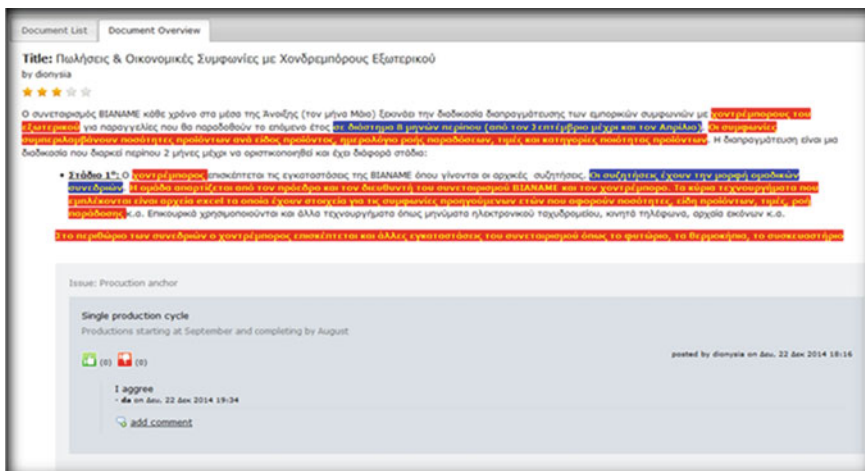 Document List Document Overview
Title: Πωλήσεις & Οικονομικές Συμφωνίες με Χονδρεμπόρους Εξωτερικού
by dionysia
Ο συνεταιρισμός ΒΙΑΝΑΜΕ κάθε χρόνο στα μέσα της Άνοιξης (τον μήνα Μάιο) ξεκινάει την διαδικασία διαπραγμάτευσης των εμπορικών συμφωνιών με χοντρέμπορους του
εξωτερικού για παραγγελίες που θα παραδοθούν το επόμενο έτος σε διάστημα 8 μηνών περίπου (από τον Σεπτέμβριο μέχρι και τον Απρίλιο). Οι συμφωνίες
συμπεριλαμβάνουν ποσότητες προϊόντων ανά είδος προϊόντος, ημερολόγιο ροής παραδόσεων, τιμές και κατηγορίες ποιότητας προϊόντων. Η διαπραγμάτευση είναι μια
διαδικασία που διαρκεί περίπου 2 μήνες μέχρι να οριστικοποιηθεί και έχει διάφορά στάδια:
• Στάδιο 1º: Ο χοντρέμπορος επισκέπτεται τις εγκαταστάσεις της ΒΙΑΝΑΜΕ όπου γίνονται οι αρχικές συζητήσεις. Οι συζητήσεις έχουν την μορφή ομαδικών
συνεδριών. Η ομάδα απαρτίζεται από τον πρόεδρο και τον διευθυντή του συνεταιρισμού ΒΙΑΝΑΜΕ και τον χοντρέμπορο. Τα κύρια τεχνουργήματα που
εμπλέκονται είναι αρχεία excel τα οποία έχουν στοιχεία για τις συμφωνίες προηγούμενων ετών που αφορούν ποσότητες, είδη προϊόντων, τιμές, ροή
παράδοσης κ.α. Επικουρικά χρησιμοποιούνται και άλλα τεχνουργήματα όπως μηνύματα ηλεκτρονικού ταχυδρομείου, κινητά τηλέφωνα, αρχεία εικόνων κ.α.
Στο περιθώριο των συνεδριών ο χοντρέμπορος επισκέπτεται και άλλες εγκαταστάσεις του συνεταιρισμού όπως το φυτώριο, τα θερμοκήπια, το συσκευαστήριο
Issue: Procuction anchor
Single production cycle
Productions starting at September and completing by August
(0) (0)
posted by dionysia on Δευ, 22 Δεκ 2014 18:16
I aggree
- da on Δευ, 22 Δεκ 2014 19:34
add comment